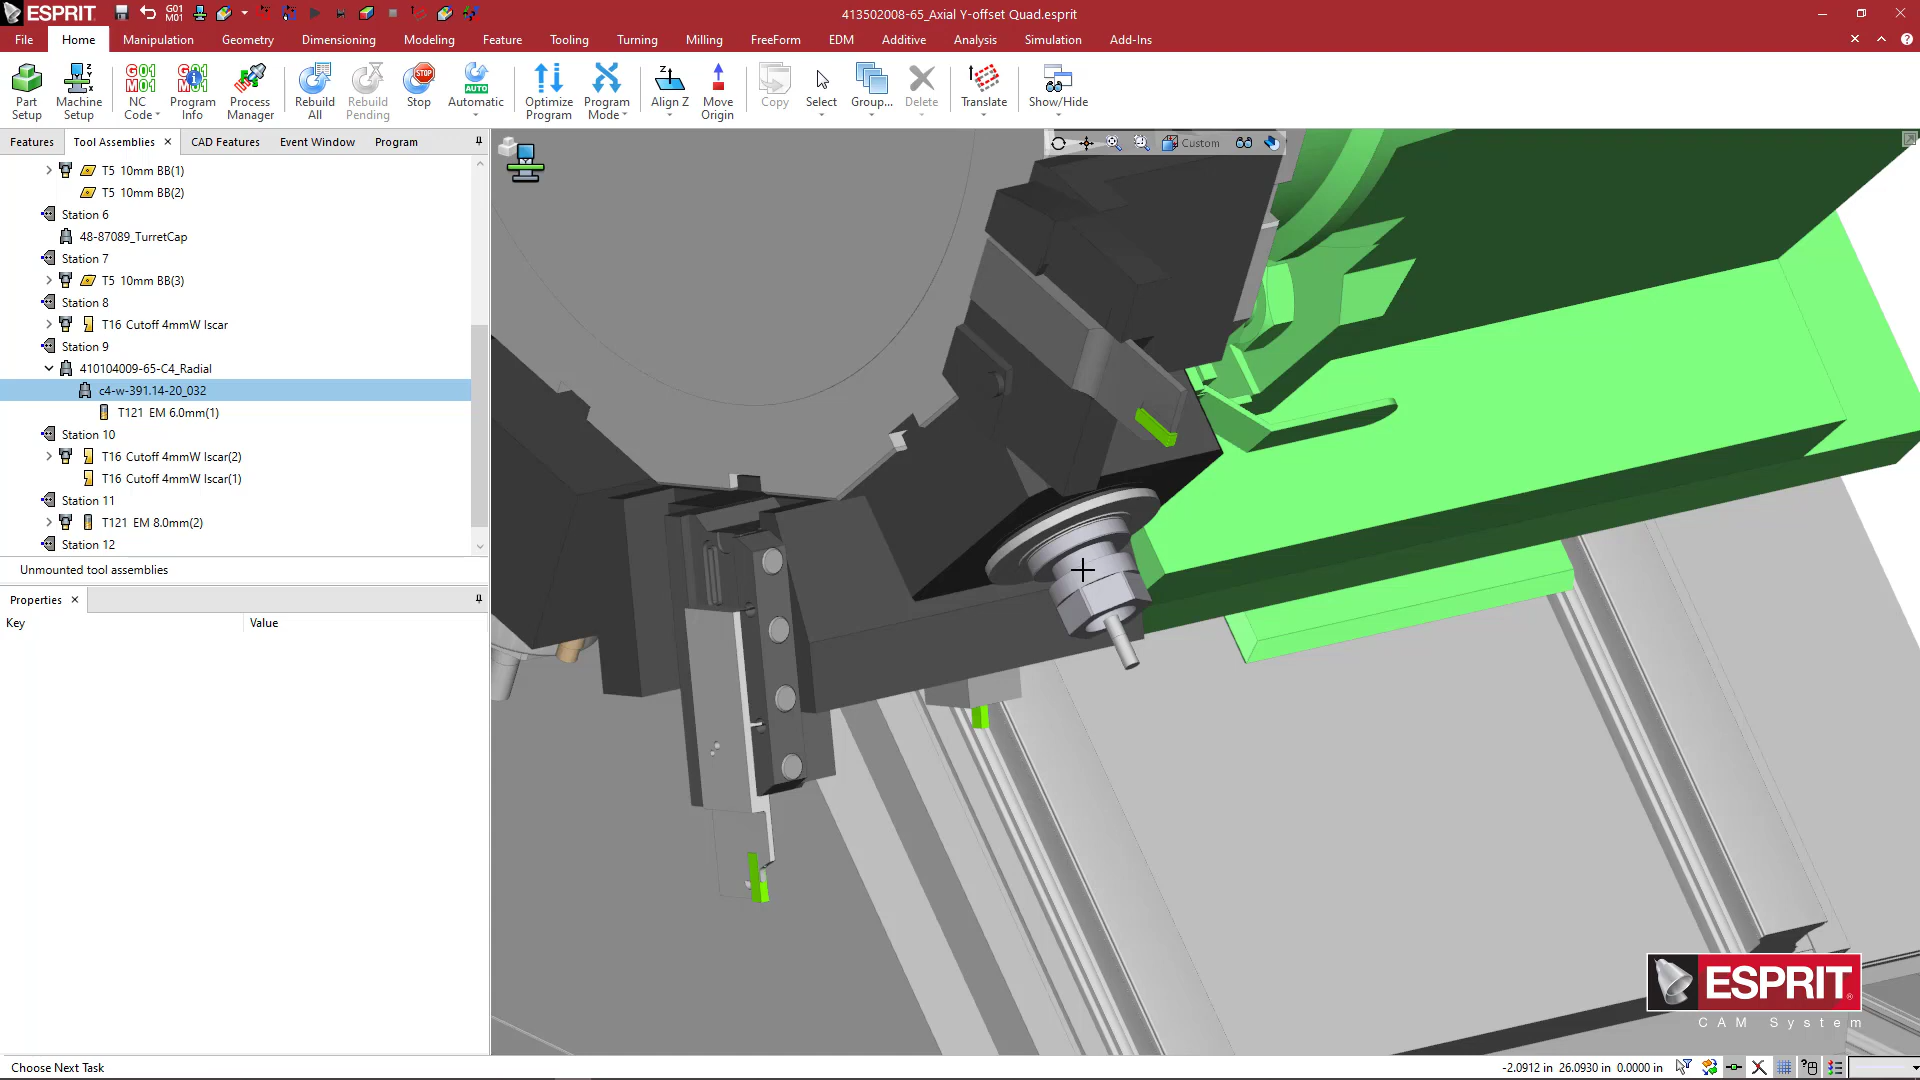 ESPRIT
G01
M01
413502008-65_Axial Y-offset Quad.esprit
File Home Manipulation Geometry Dimensioning Modeling Feature Tooling Turning Milling FreeForm EDM Additive Analysis Simulation Add-Ins
Part Setup
Machine Setup
NC Code
Program Info
Process Manager
Rebuild All
Rebuild Pending
STOP
Stop
AUTO
Automatic
Optimize Program
Program Mode
Align Z
Move Origin
Copy
Select
Group...
Delete
Translate
Show/Hide
Features Tool Assemblies CAD Features Event Window Program
Custom
T5 10mm BB(1)
T5 10mm BB(2)
Station 6
48-87089_TurretCap
Station 7
T5 10mm BB(3)
Station 8
T16 Cutoff 4mmW Iscar
Station 9
410104009-65-C4_Radial
c4-w-391.14-20_032
T121 EM 6.0mm(1)
Station 10
T16 Cutoff 4mmW Iscar(2)
T16 Cutoff 4mmW Iscar(1)
Station 11
T121 EM 8.0mm(2)
Station 12
Unmounted tool assemblies
Properties
Key Value
ESPRIT
CAM System
Choose Next Task
-2.0912 in 26.0930 in 0.0000 in